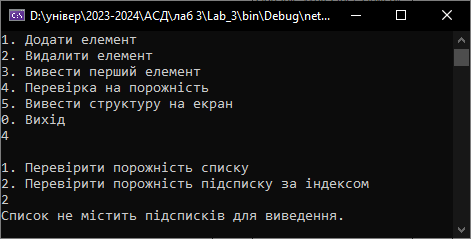 D:\універ\2023-2024\АСД\лаб 3\Lab_3\bin\Debug\net...
1. Додати елемент
2. Видалити елемент
3. Вивести перший елемент
4. Перевірка на порожність
5. Вивести структуру на екран
0. Вихід
4
1. Перевірити порожність списку
2. Перевірити порожність підсписку за індексом
2
Список не містить підсписків для виведення.